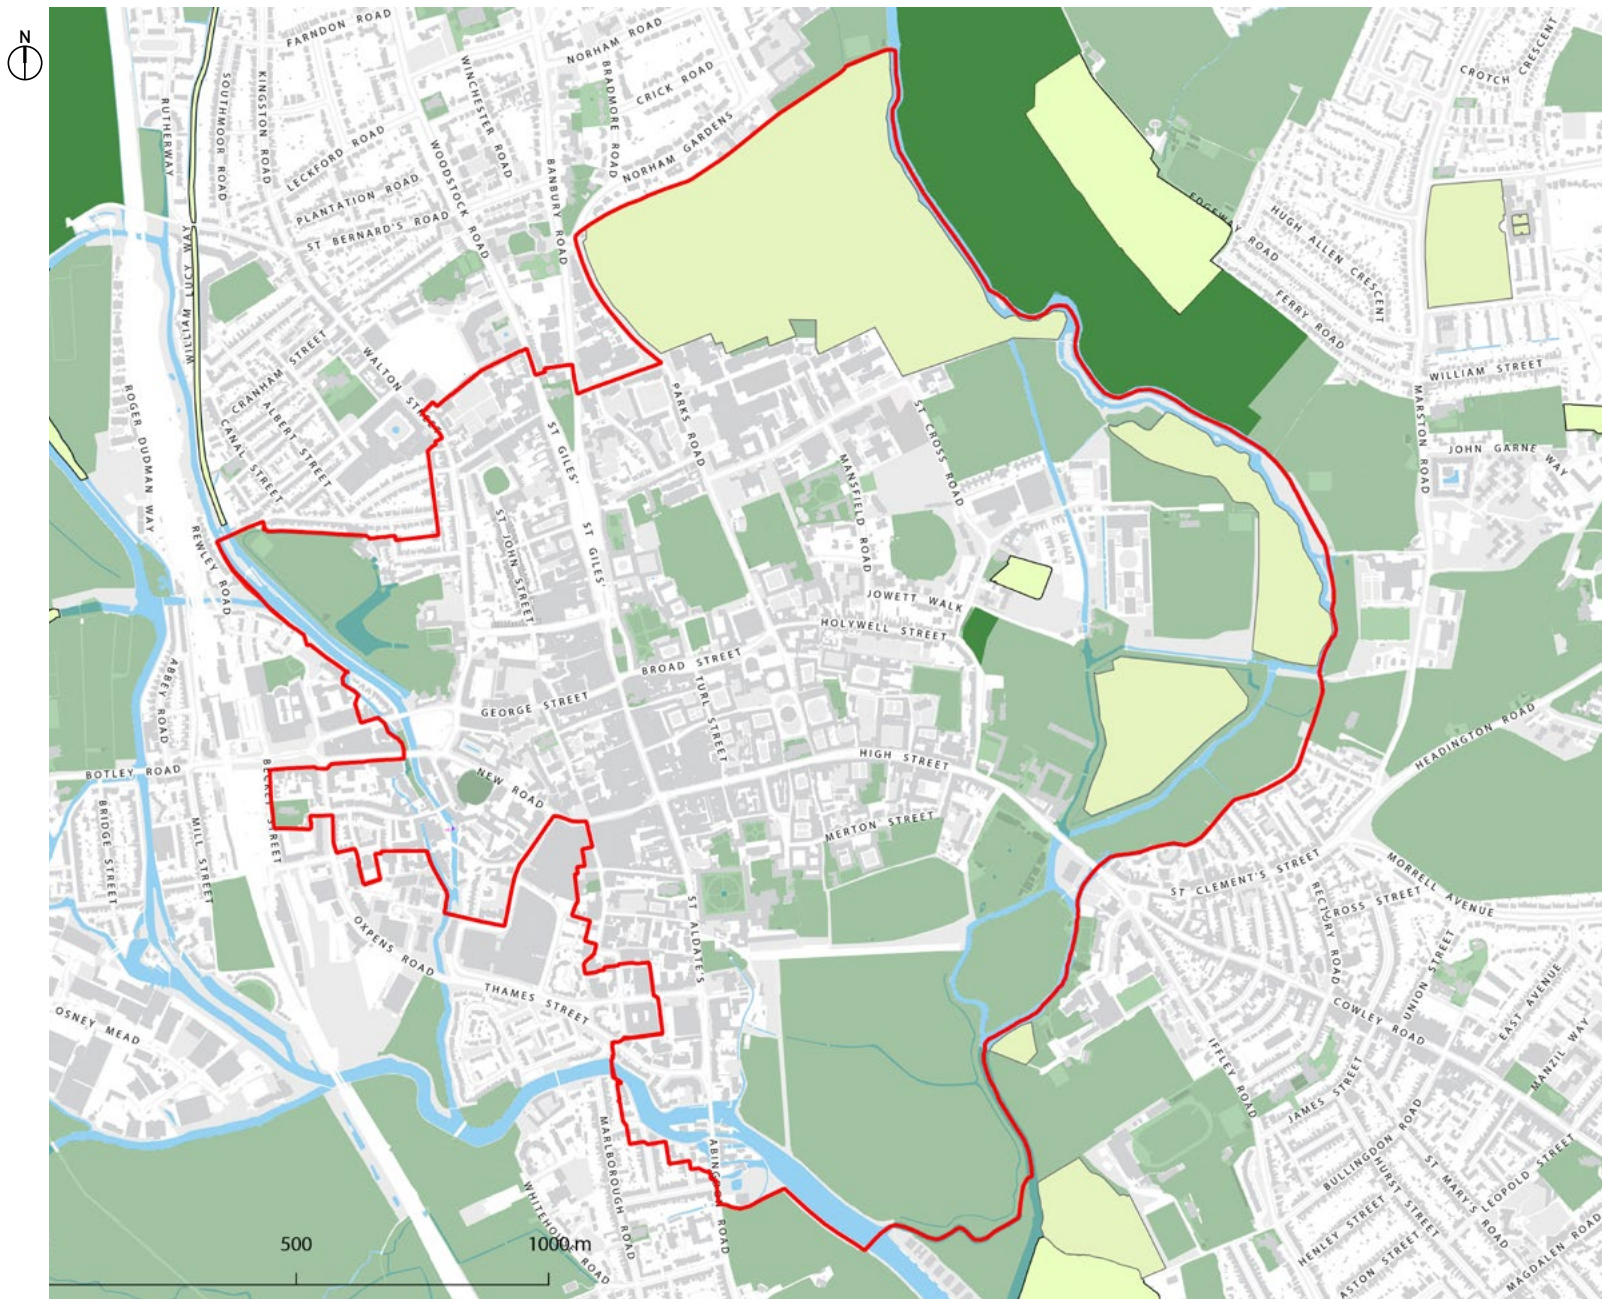 N
FARNDON ROAD
NORHAM ROAD
CROTCH CRESCENT
WINCHESTER ROAD
BRADMORE ROAD
CRICK ROAD
SOUTHMOOR ROAD
KINGSTON ROAD
RUTHERWAY
LECKFORD ROAD
WOODSTOCK ROAD
BANBURY ROAD
NORHAM GARDENS
PLANTATION ROAD
ST BERNARD'S ROAD
WILLIAM LUCY WAY
EDGEWAY ROAD
HUGH ALLEN CRESCENT
FERRY ROAD
CRANHAM STREET
WALTON STREET
WILLIAM STREET
ROGER DUDMAN WAY
ALBERT STREET
CANAL STREET
PARKS ROAD
ST CROSS ROAD
MARSTON ROAD
ST GILES'
JOHN GARNE WAY
MANSFIELD ROAD
REWLEY ROAD
ST JOHN STREET
ST GILES'
JOWETT WALK
HOLYWELL STREET
BROAD STREET
ABBEY ROAD
TURL STREET
GEORGE STREET
HEADINGTON ROAD
HIGH STREET
BOTLEY ROAD
BECKET STREET
NEW ROAD
BRIDGE STREET
MILL STREET
MERTON STREET
ST CLEMENT'S STREET
MORRELL AVENUE
RECTORY ROAD
CROSS STREET
ST ALDATE'S
OXPENS ROAD
UNION STREET
EAST AVENUE
THAMES STREET
COWLEY ROAD
OSNEY MEAD
MANZIL WAY
IFFLEY ROAD
JAMES STREET
MARLBOROUGH ROAD
ABINGDON ROAD
BULLINGDON ROAD
HURST STREET
ST MARY'S ROAD
LEOPOLD STREET
WHITEHOUSE ROAD
HENLEY STREET
ASTON STREET
MAGDALEN ROAD
500
1000 m